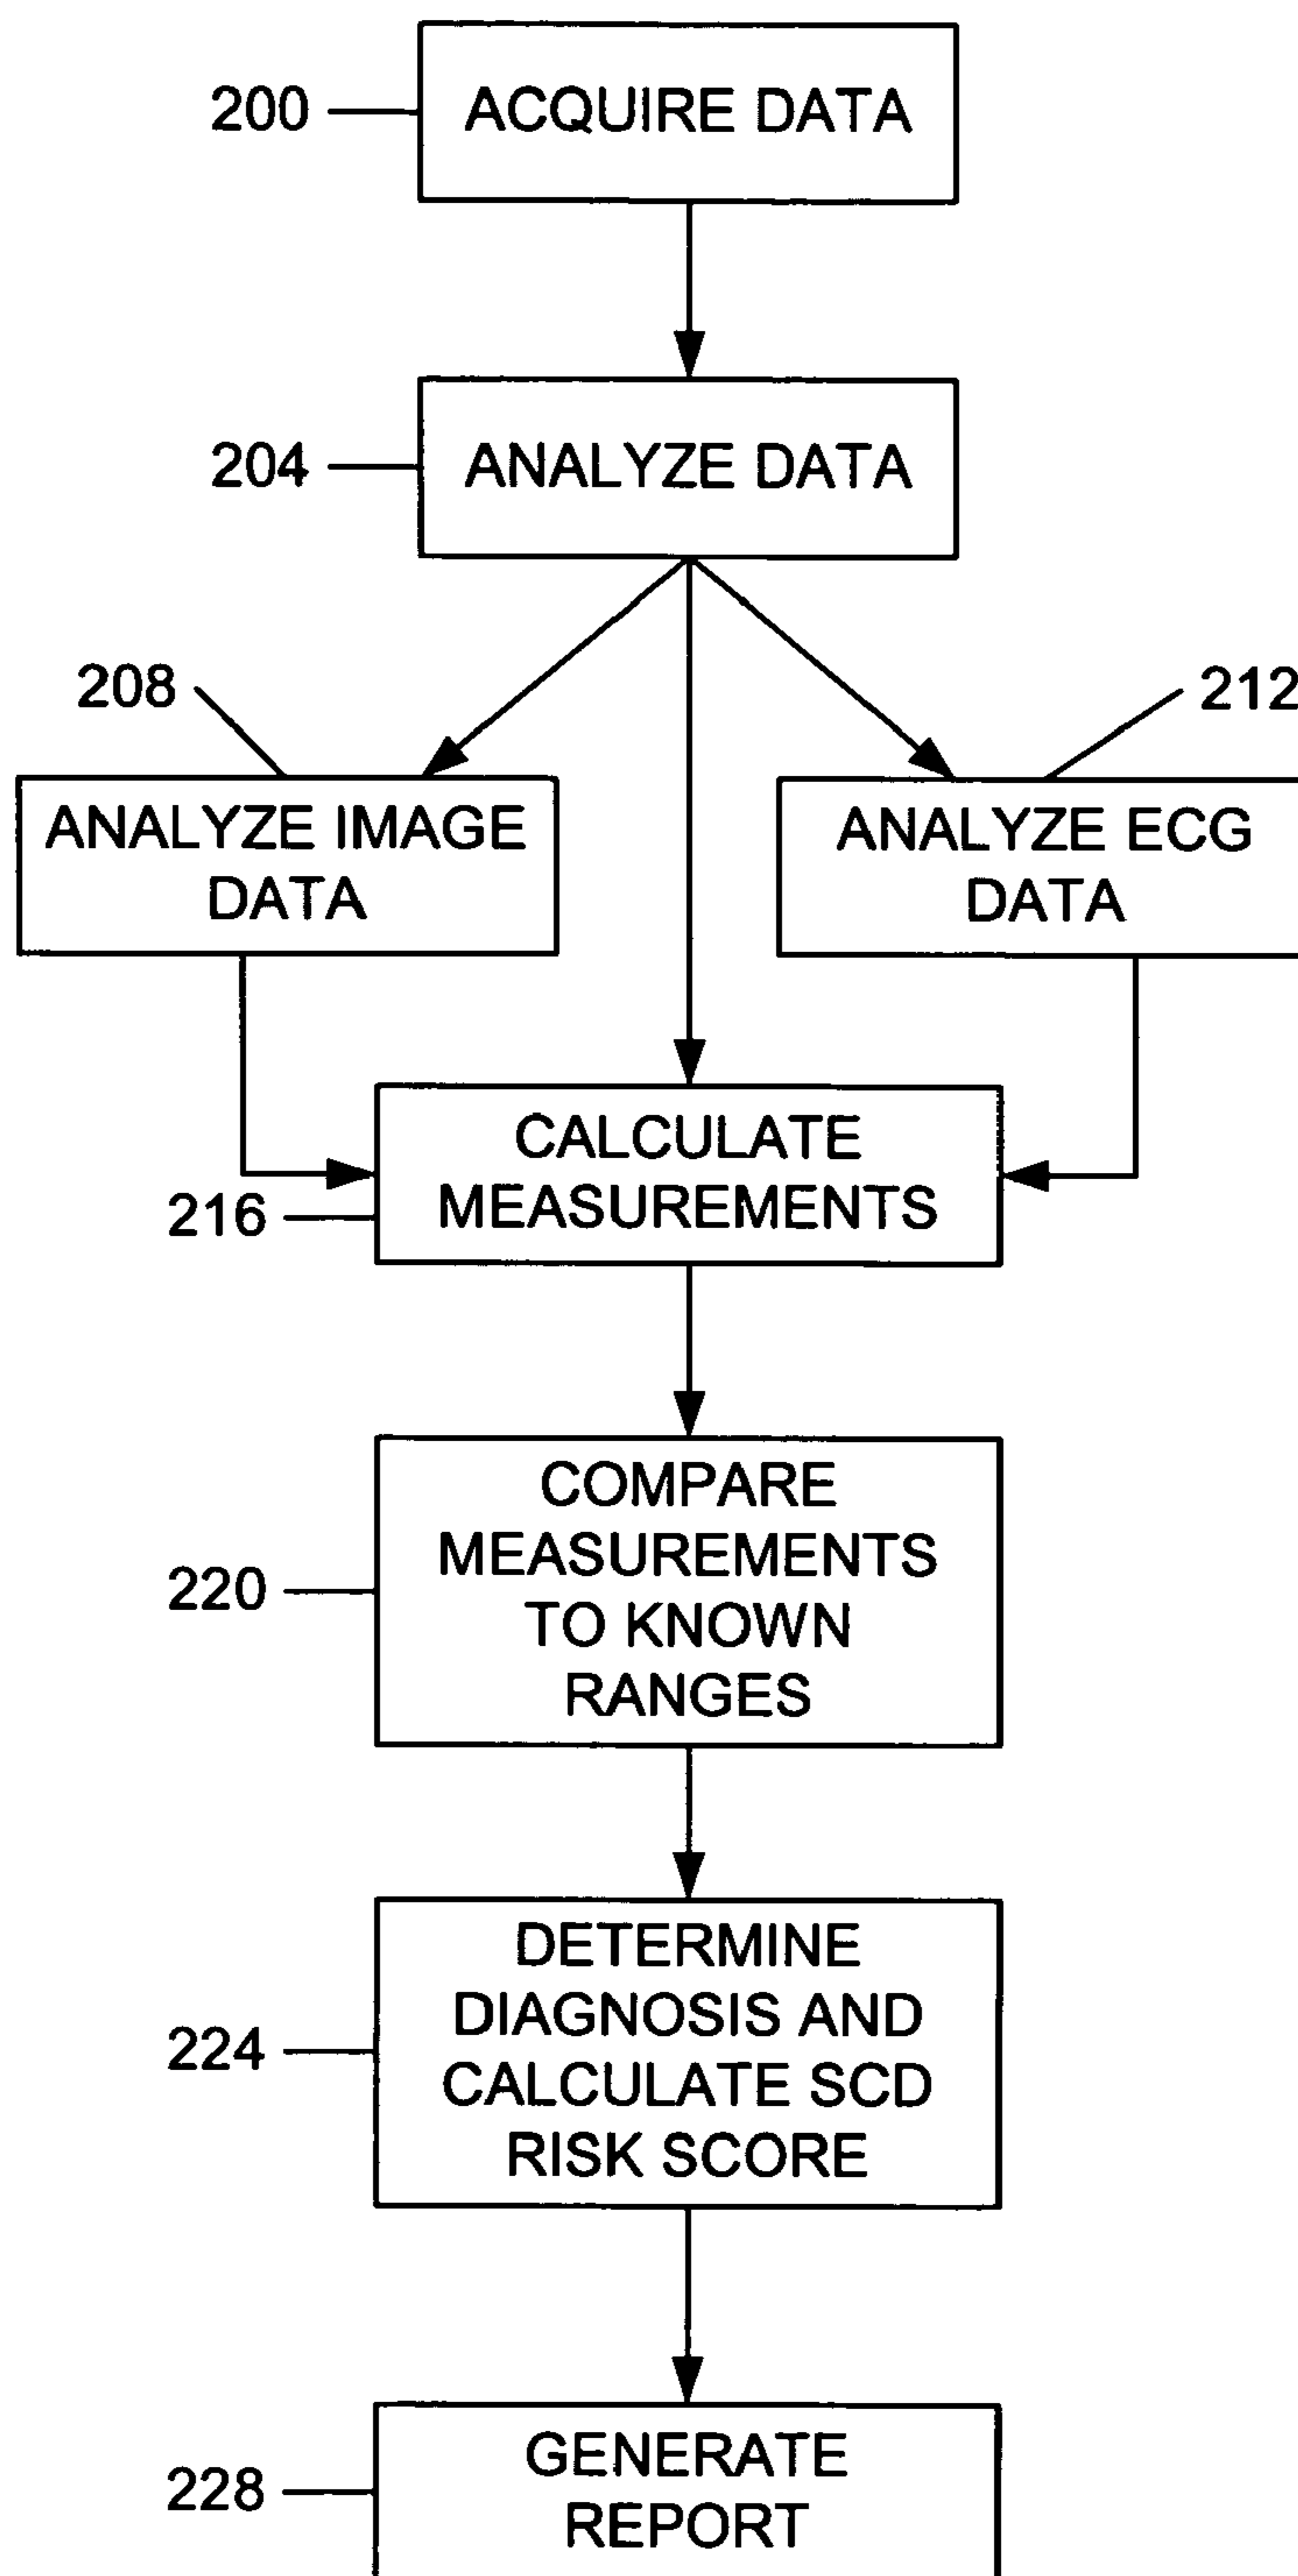 200
ACQUIRE DATA
204
ANALYZE DATA
208
212
ANALYZE IMAGE
DATA
ANALYZE ECG
DATA
CALCULATE
MEASUREMENTS
216
COMPARE
MEASUREMENTS
TO KNOWN
RANGES
220
DETERMINE
DIAGNOSIS AND
CALCULATE SCD
RISK SCORE
224
GENERATE
REPORT
228